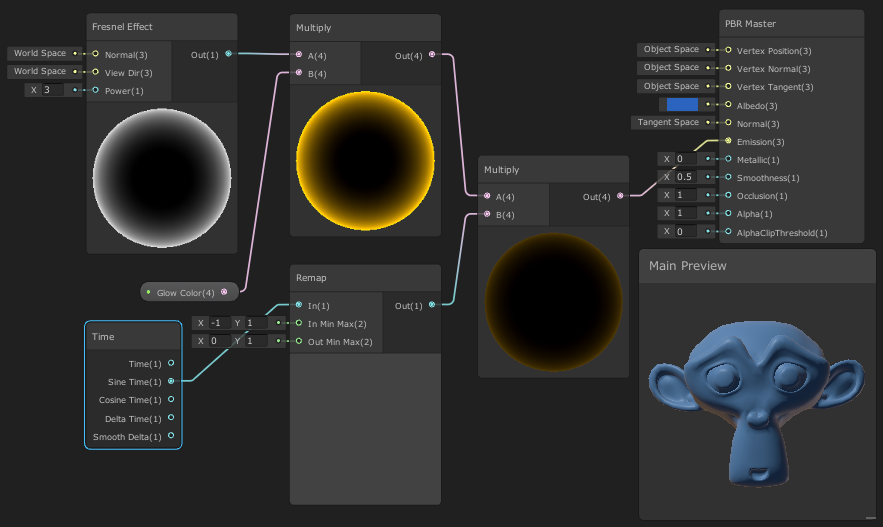 Fresnel Effect
World Space
Normal(3)
Out(1)
World Space
View Dir(3)
X 3
Power(1)
Multiply
A(4)
Out(4)
B(4)
Glow Color(4)
Time
Time(1)
Sine Time(1)
Cosine Time(1)
Delta Time(1)
Smooth Delta(1)
Remap
In(1)
Out(1)
X -1 Y 1
In Min Max(2)
X 0 Y 1
Out Min Max(2)
Multiply
A(4)
Out(4)
B(4)
PBR Master
Object Space
Vertex Position(3)
Object Space
Vertex Normal(3)
Object Space
Vertex Tangent(3)
Albedo(3)
Tangent Space
Normal(3)
Emission(3)
X 0
Metallic(1)
X 0.5
Smoothness(1)
X 1
Occlusion(1)
X 1
Alpha(1)
X 0
AlphaClipThreshold(1)
Main Preview